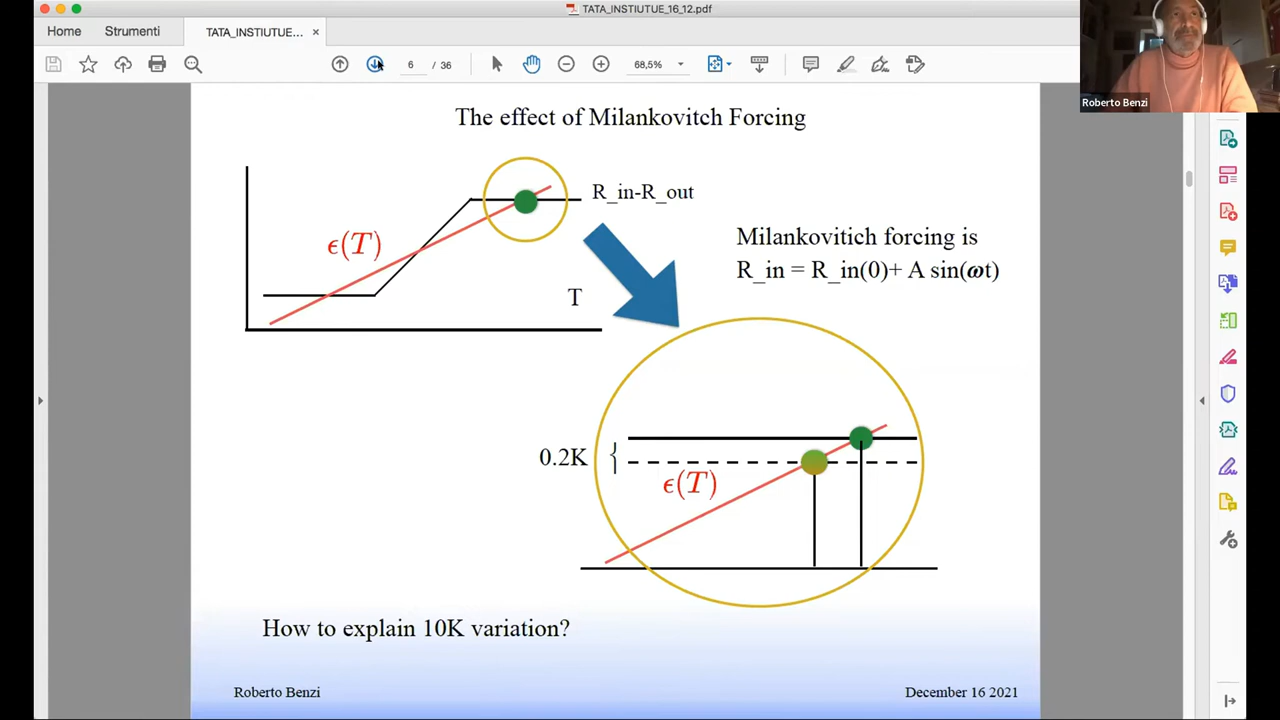 TATA_INSTIUTUE_16_12.pdf
Home
Strumenti
TATA_INSTIUTUE...
6 / 36
68,5%
Roberto Benzi
The effect of Milankovitch Forcing
R_in-R_out
ϵ(T)
T
Milankovitich forcing is
R_in = R_in(0)+ A sin(ωt)
0.2K {
ϵ(T)
How to explain 10K variation?
Roberto Benzi
December 16 2021